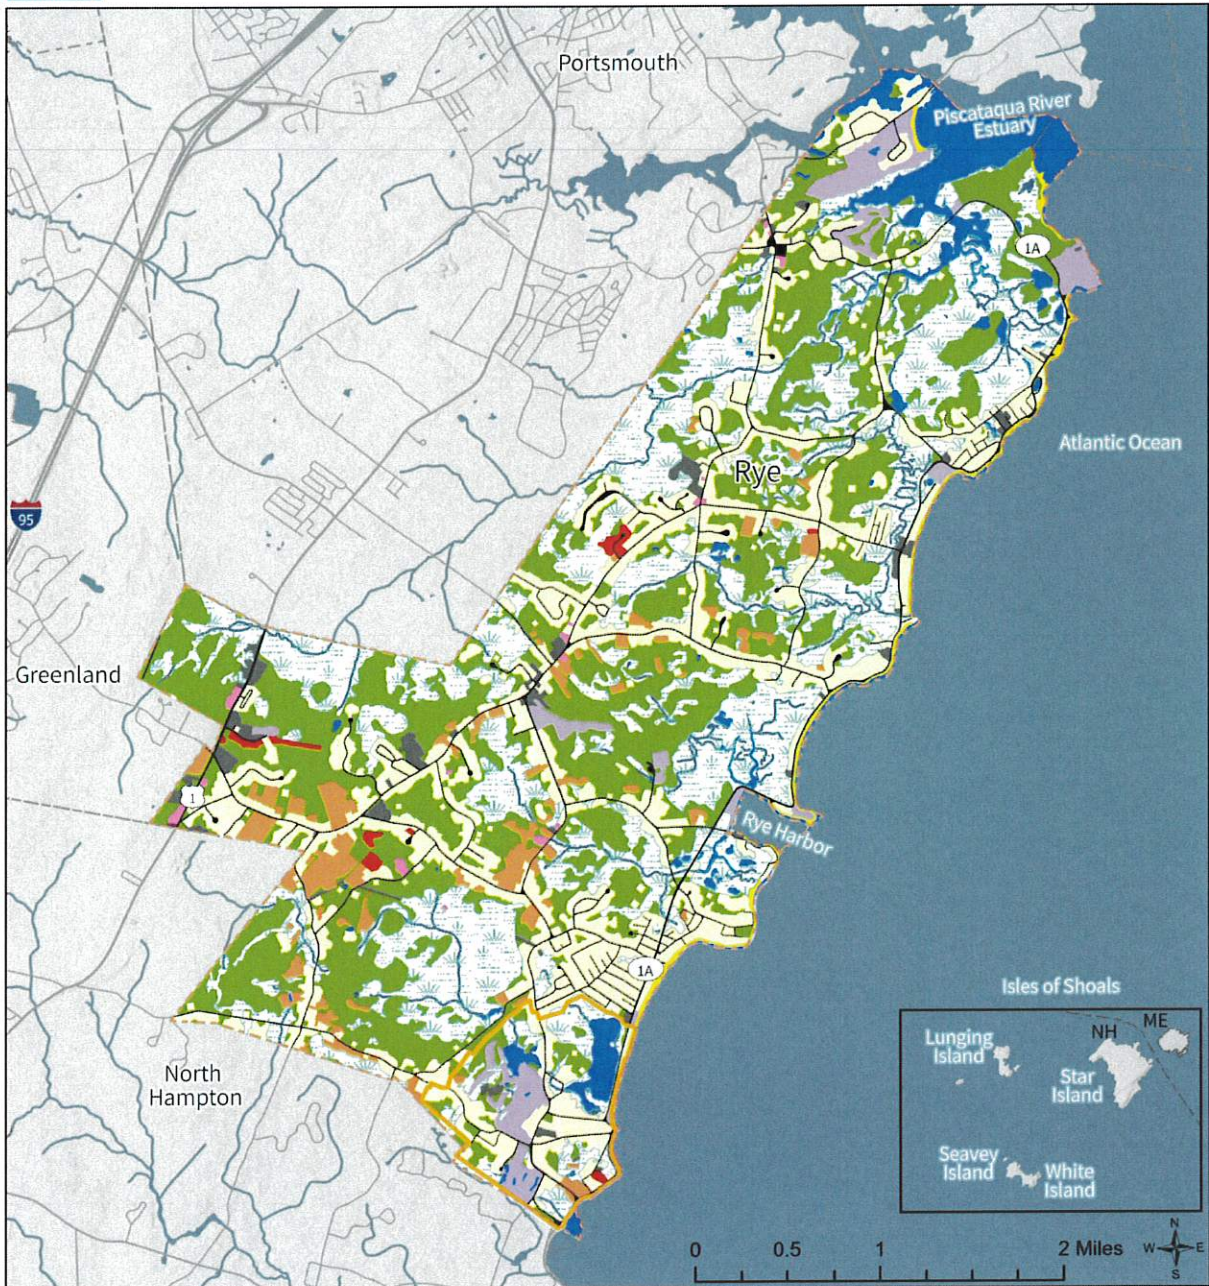 Portsmouth
Piscataqua River
Estuary
1A
Atlantic Ocean
Rye
95
Greenland
1
Rye Harbor
1A
Isles of Shoals
NH
ME
Lunging
Island
Star
Island
Seavey
Island
White
Island
North
Hampton
0
0.5
1
2 Miles
N
W
E
S